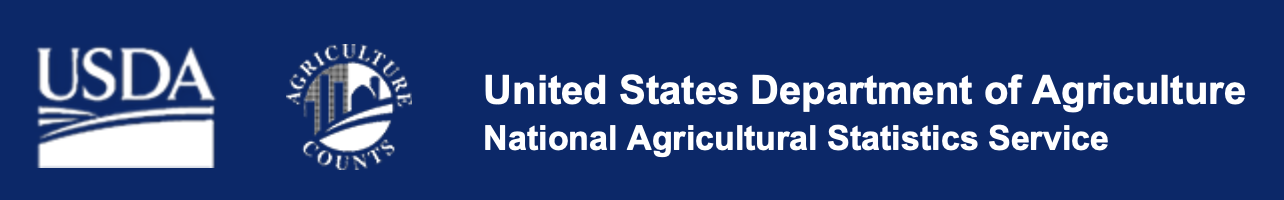 USDA
AGRICULTURE
COUNTS
United States Department of Agriculture
National Agricultural Statistics Service